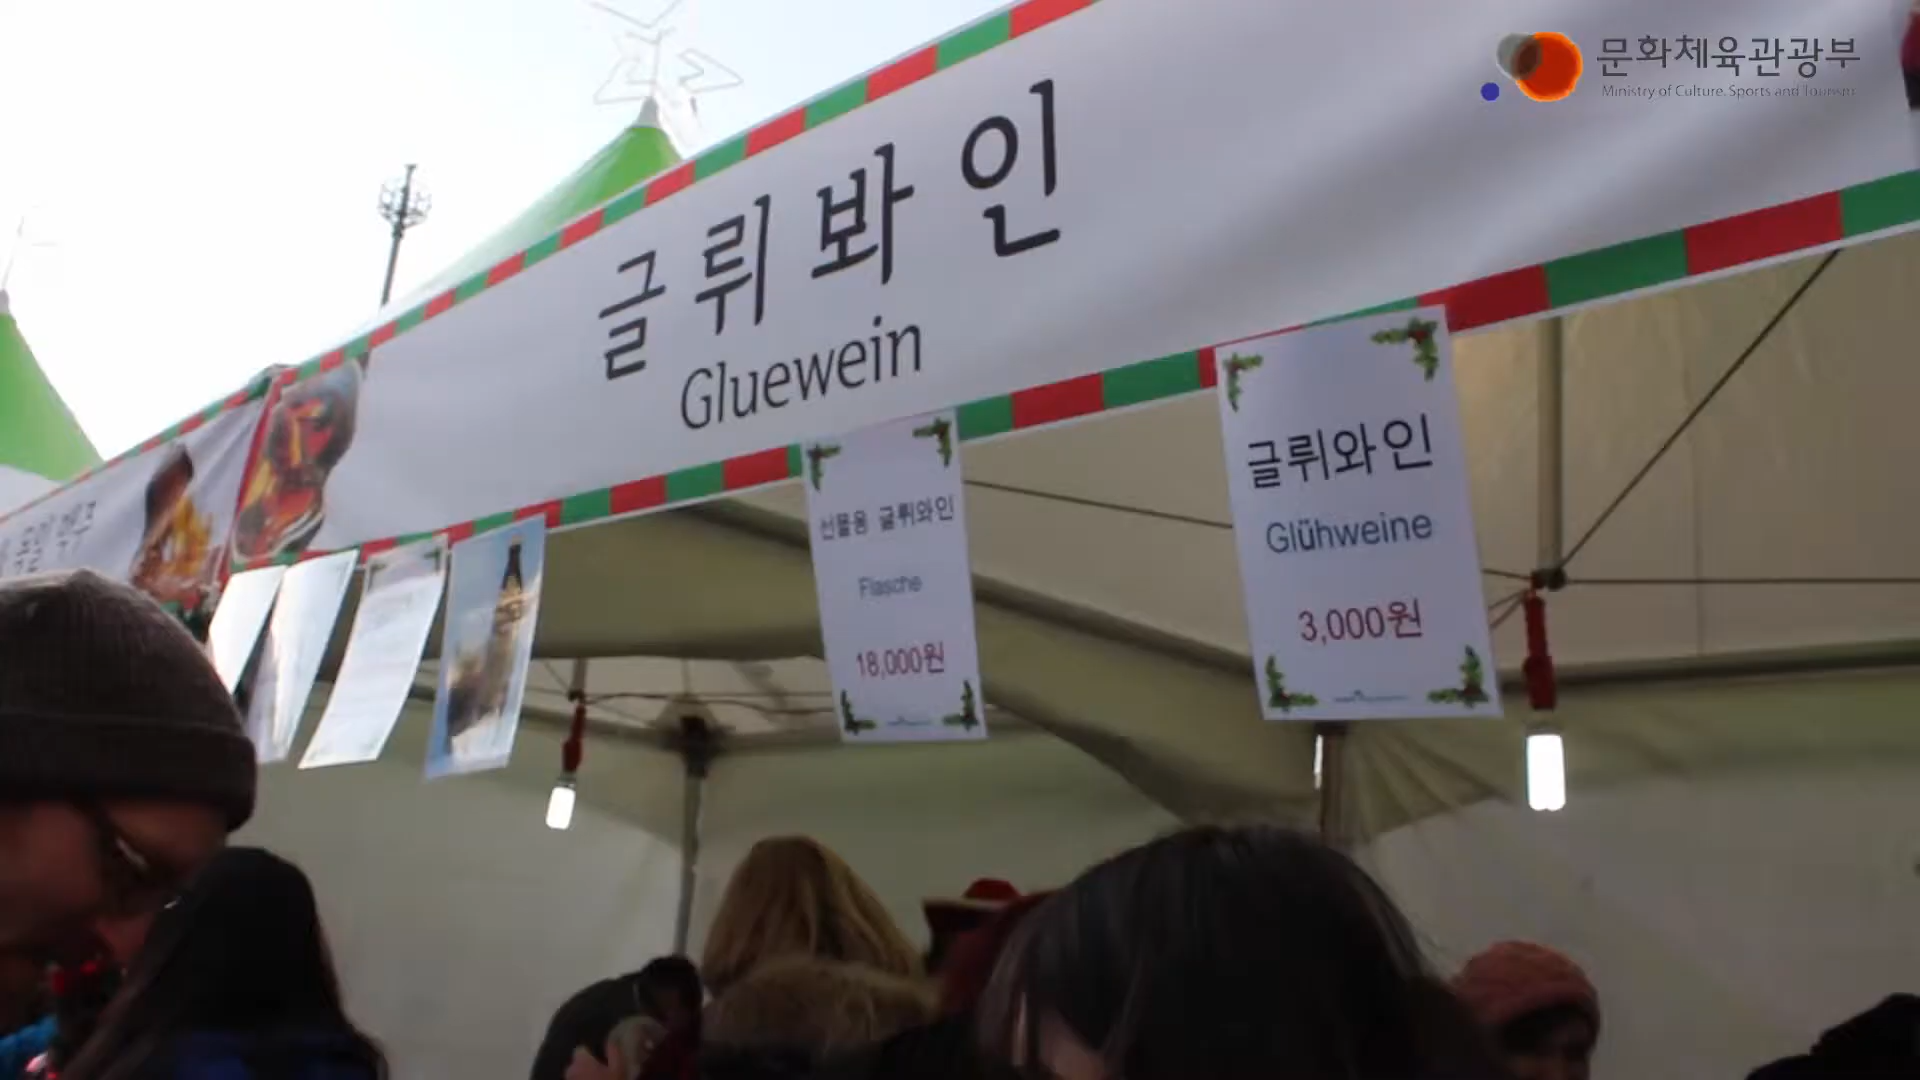 문화체육관광부
Ministry of Culture, Sports and Tourism
글뤼봐인
Gluewein
선물용 글뤼와인
Flasche
18,000원
글뤼와인
Glühweine
3,000원